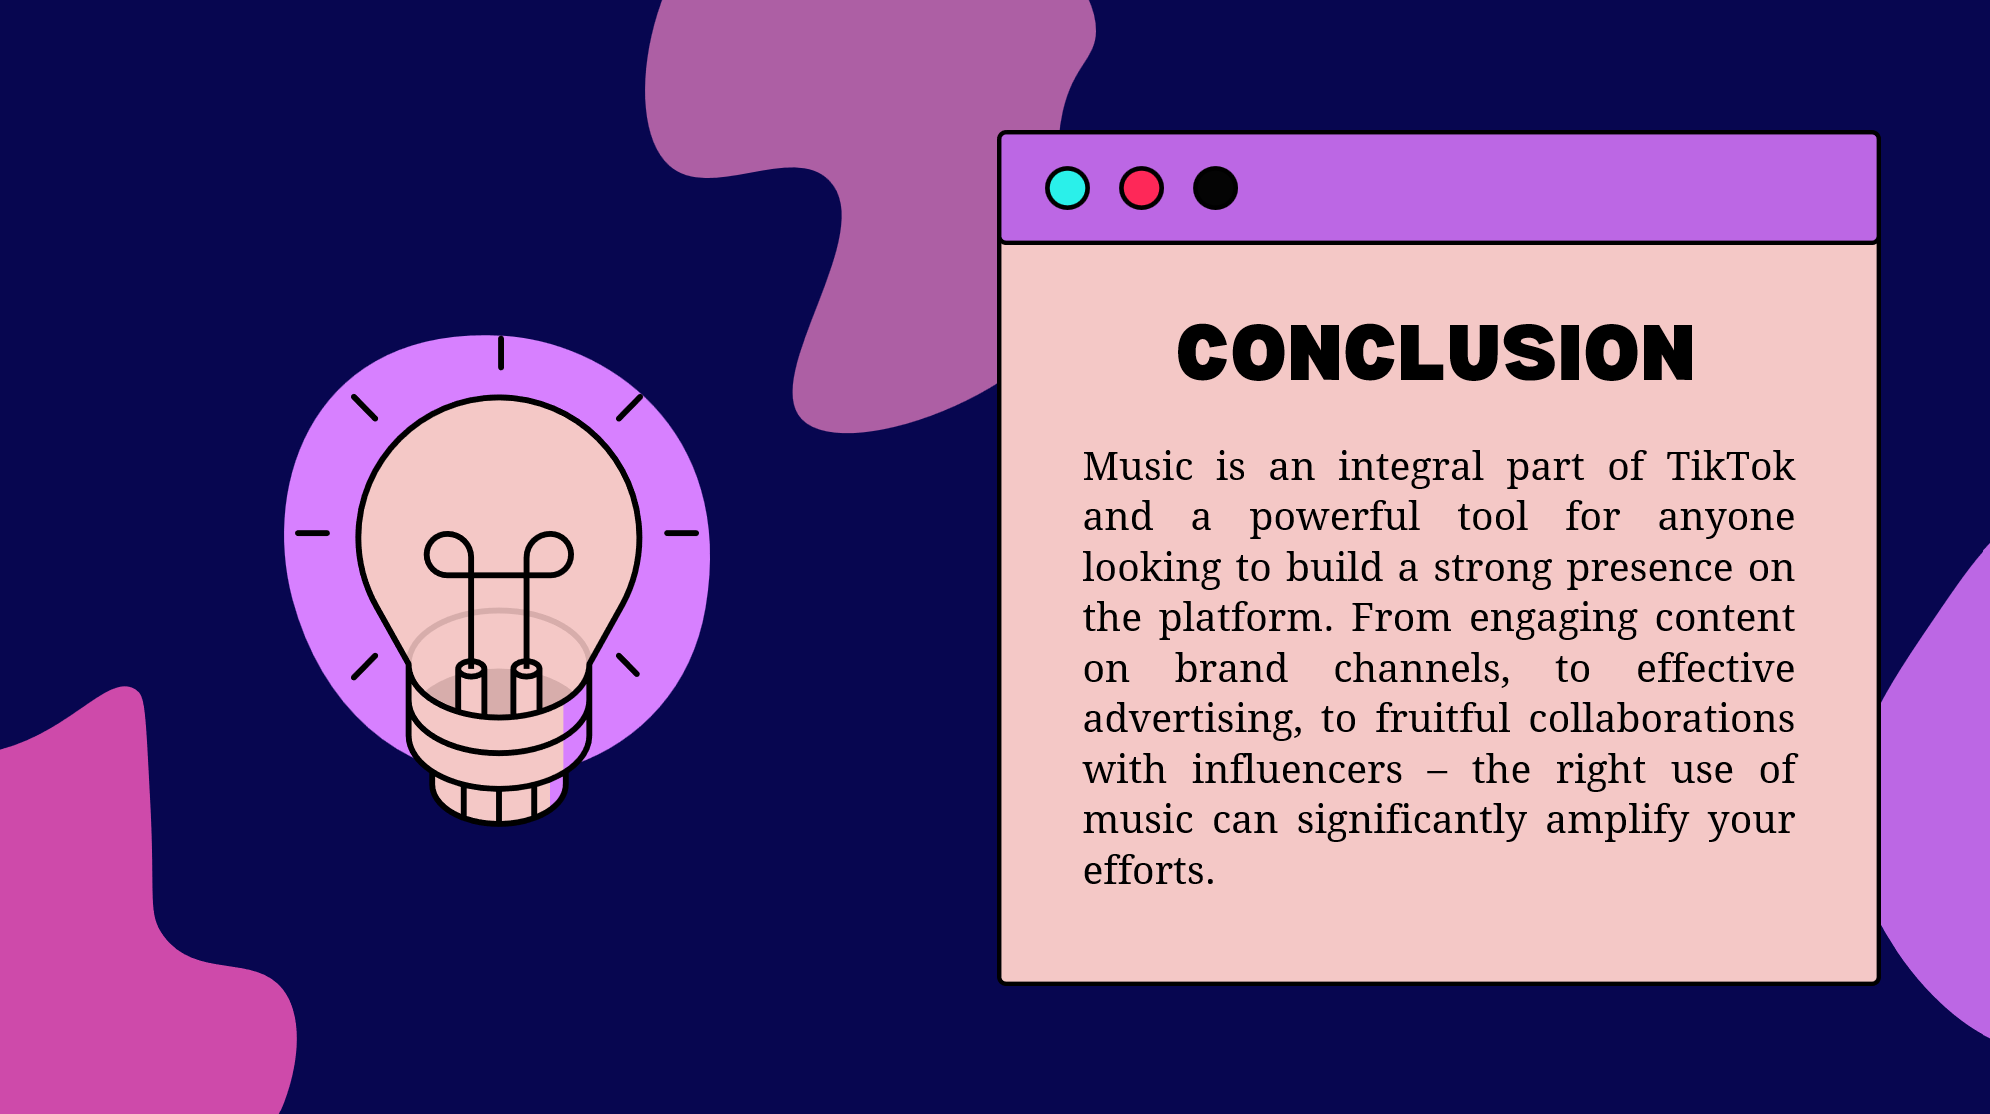 CONCLUSION
Music is an integral part of TikTok
and a powerful tool for anyone
looking to build a strong presence on
the platform. From engaging content
on brand channels, to effective
advertising, to fruitful collaborations
with influencers – the right use of
music can significantly amplify your
efforts.